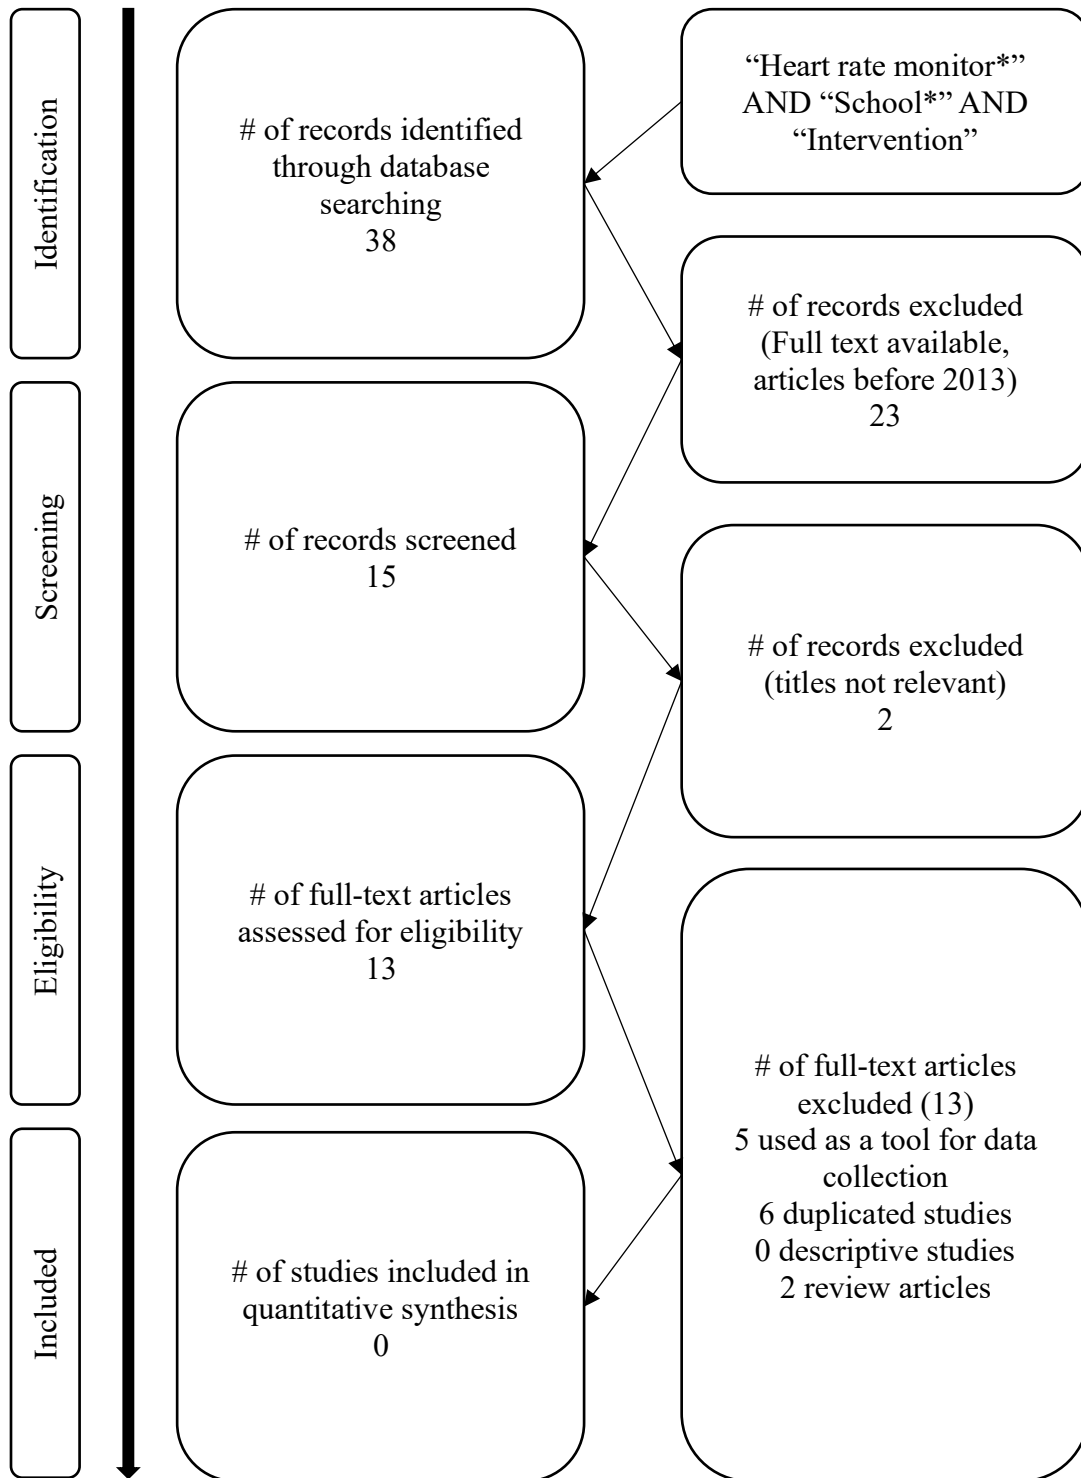 Identification
# of records identified
through database
searching
38
“Heart rate monitor*”
AND “School*” AND
“Intervention”
# of records excluded
(Full text available,
articles before 2013)
23
Screening
# of records screened
15
# of records excluded
(titles not relevant)
2
Eligibility
# of full-text articles
assessed for eligibility
13
# of full-text articles
excluded (13)
5 used as a tool for data
collection
6 duplicated studies
0 descriptive studies
2 review articles
Included
# of studies included in
quantitative synthesis
0